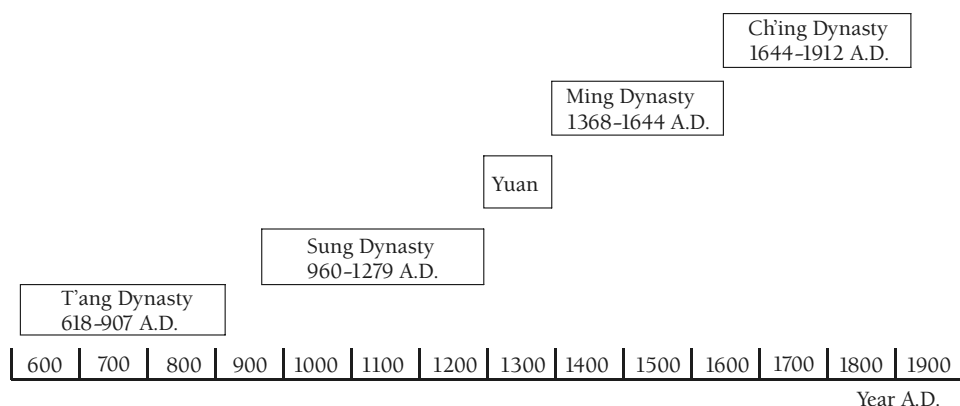 Ch'ing Dynasty
1644-1912 A.D.
Ming Dynasty
1368-1644 A.D.
Yuan
Sung Dynasty
960-1279 A.D.
T'ang Dynasty
618-907 A.D.
600 700 800 900 1000 1100 1200 1300 1400 1500 1600 1700 1800 1900
Year A.D.